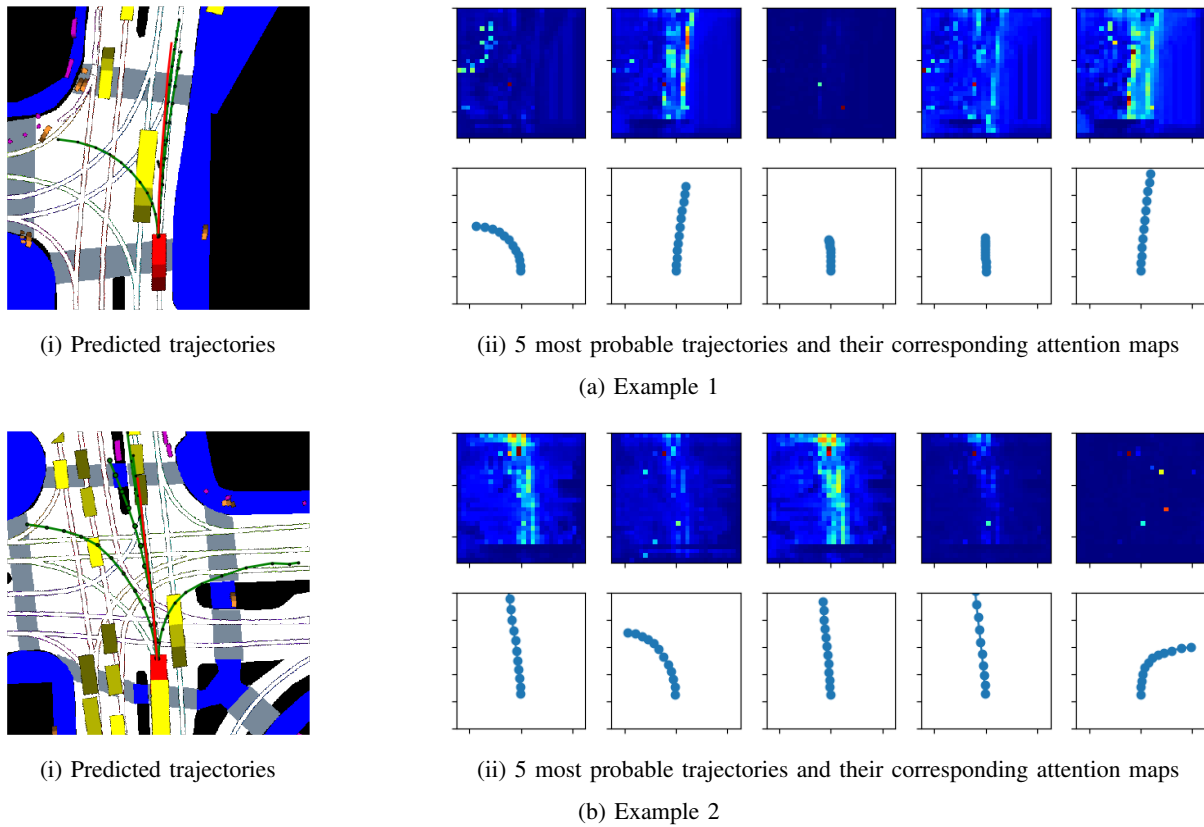 (i) Predicted trajectories
(ii) 5 most probable trajectories and their corresponding attention maps
(a) Example 1
(i) Predicted trajectories
(ii) 5 most probable trajectories and their corresponding attention maps
(b) Example 2